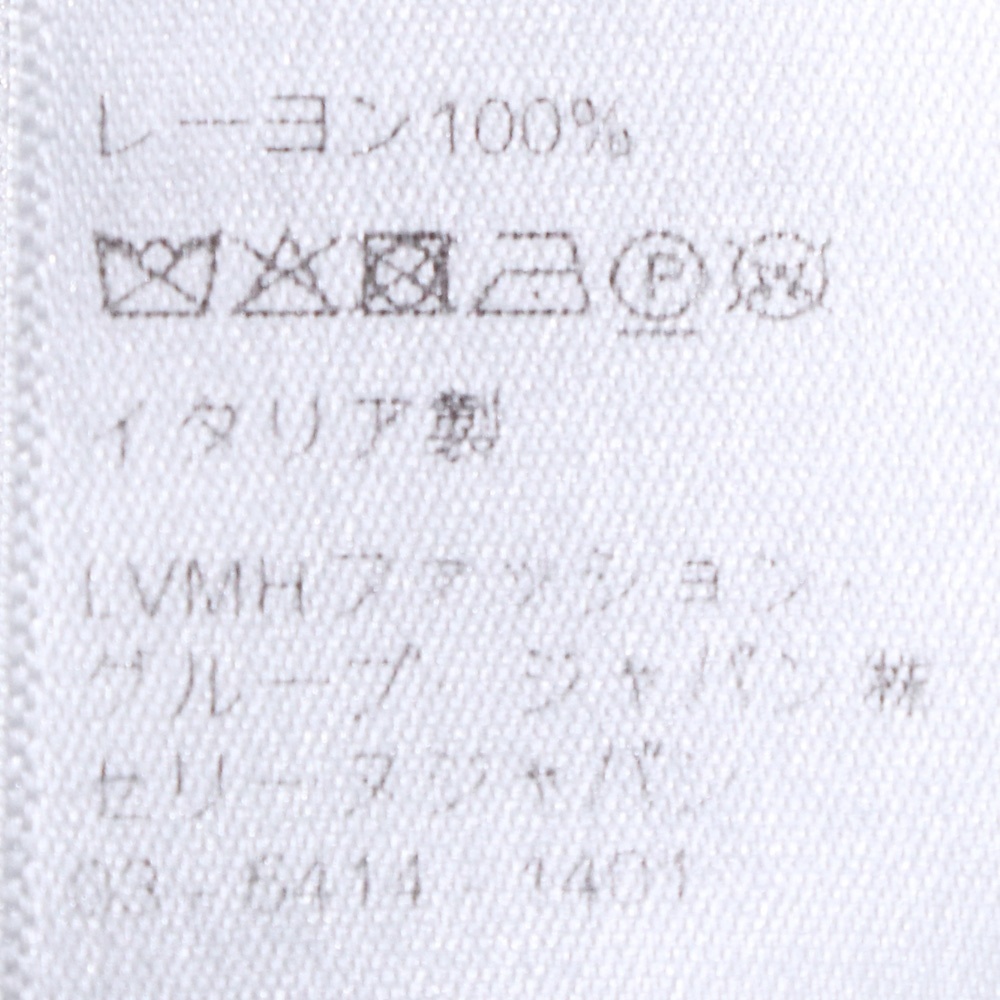 レーヨン100%
P W
イタリア製
LVMHファッション・
グループ・ジャパン㈱
セリーヌジャパン
03-5414-1401